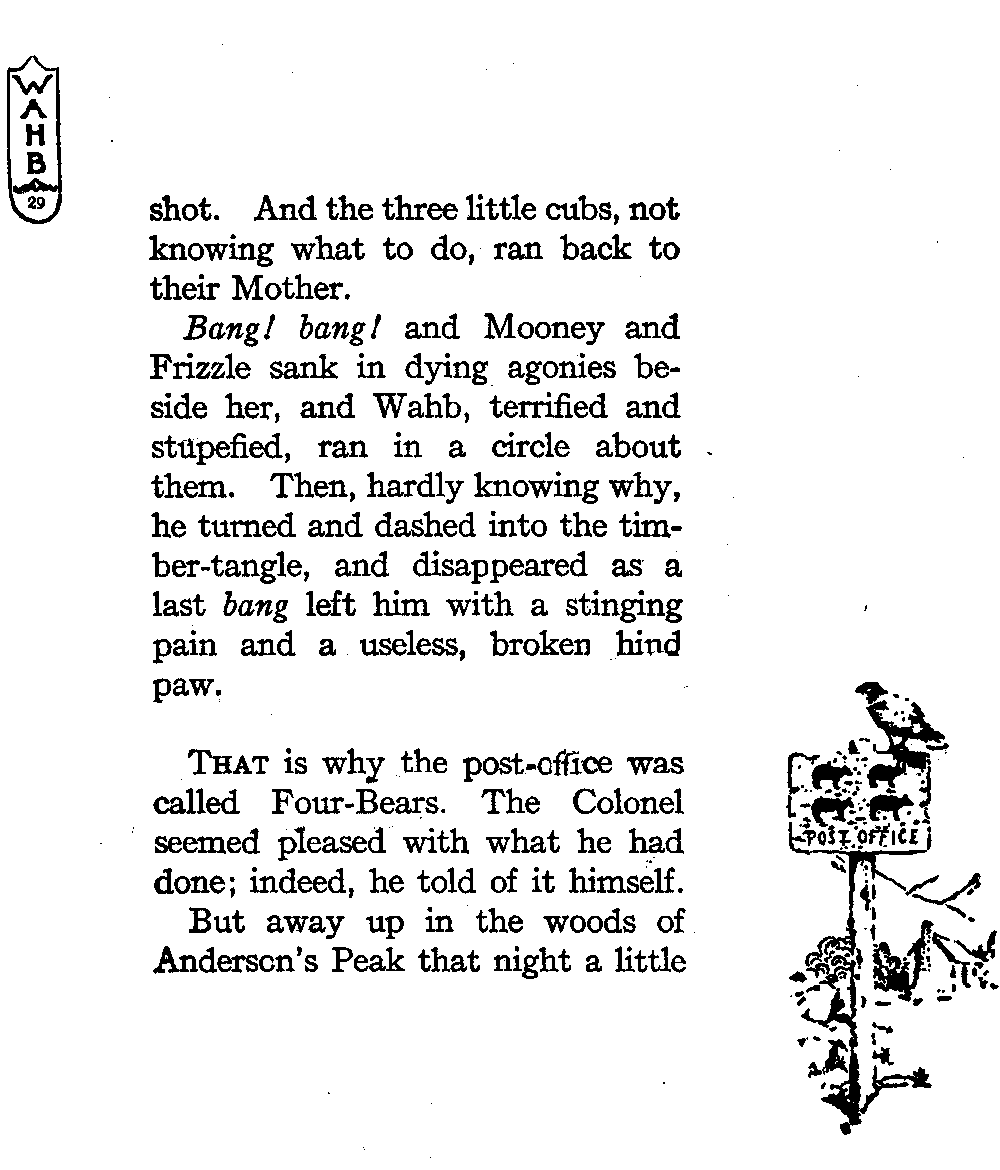 WAHB
29
shot. And the three little cubs, not
knowing what to do, ran back to
their Mother.
Bang! bang! and Mooney and
Frizzle sank in dying agonies be-
side her, and Wahb, terrified and
stupefied, ran in a circle about
them. Then, hardly knowing why,
he turned and dashed into the tim-
ber-tangle, and disappeared as a
last bang left him with a stinging
pain and a useless, broken hind
paw.
THAT is why the post-office was
called Four-Bears. The Colonel
seemed pleased with what he had
done; indeed, he told of it himself.
But away up in the woods of
Anderson's Peak that night a little
POST OFFICE